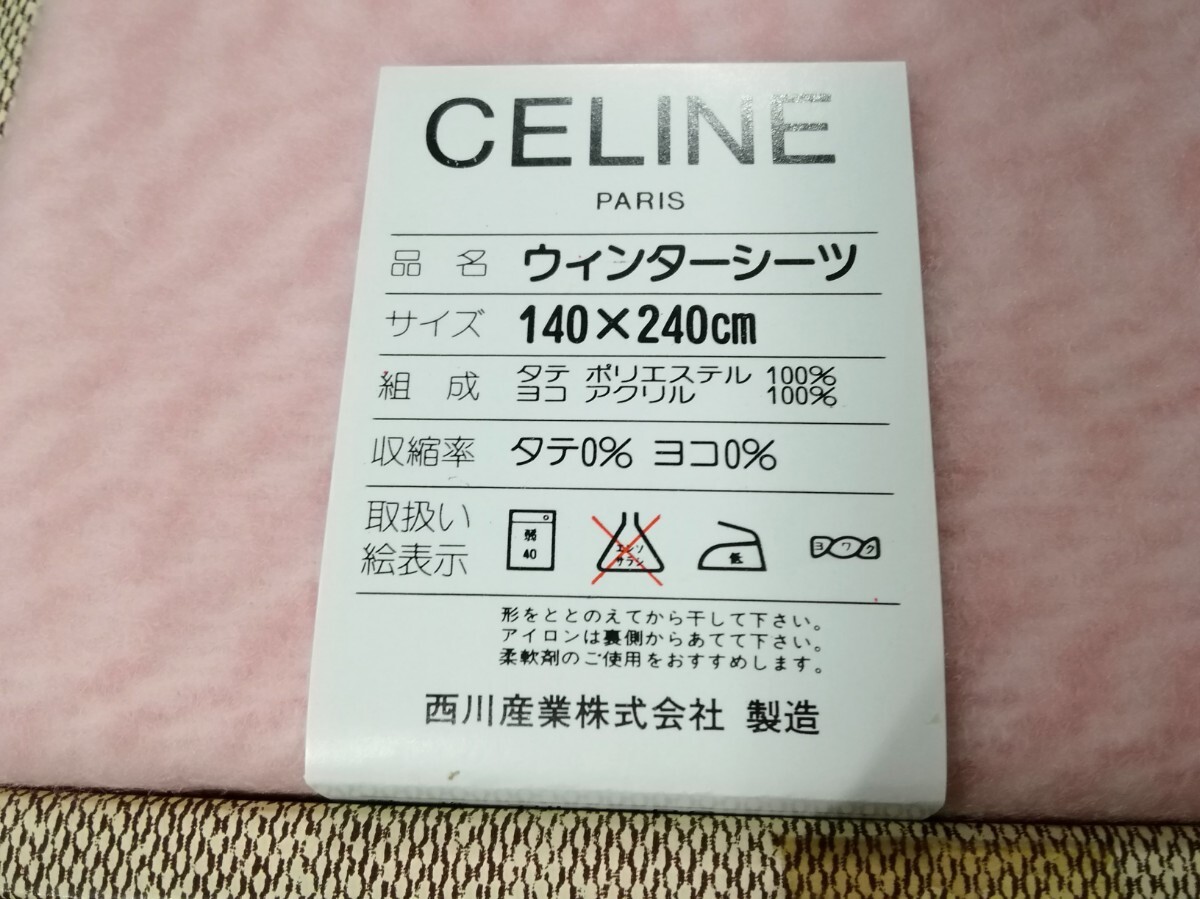 CELINE
PARIS
品名 ウィンターシーツ
サイズ 140×240cm
組成 タテ ポリエステル 100%
ヨコ アクリル 100%
収縮率 タテ0% ヨコ0%
取扱い
絵表示
弱
40
エンソ
サラシ
低
ヨワク
形をととのえてから干して下さい。
アイロンは裏側からあてて下さい。
柔軟剤のご使用をおすすめします。
西川産業株式会社 製造